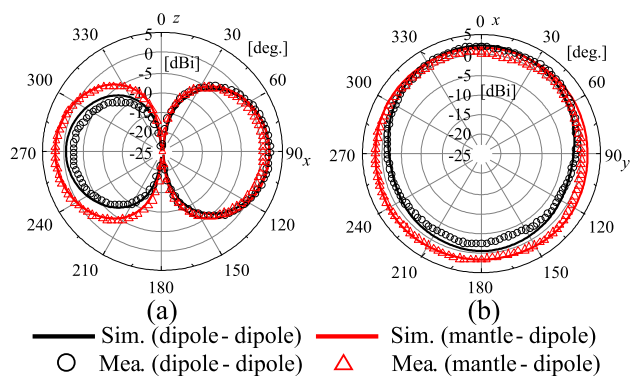 0 z
330 5 30 [deg.]
0
300 -5 [dBi] 60
-10
-15
-20
270 -25 90 x
240 120
210 150
180
(a)
0 x
330 5 30 [deg.]
0
300 -5 60
-10 [dBi]
-15
-20
270 -25 90 y
240 120
210 150
180
(b)
Sim. (dipole - dipole) Sim. (mantle - dipole)
Mea. (dipole - dipole) Mea. (mantle - dipole)